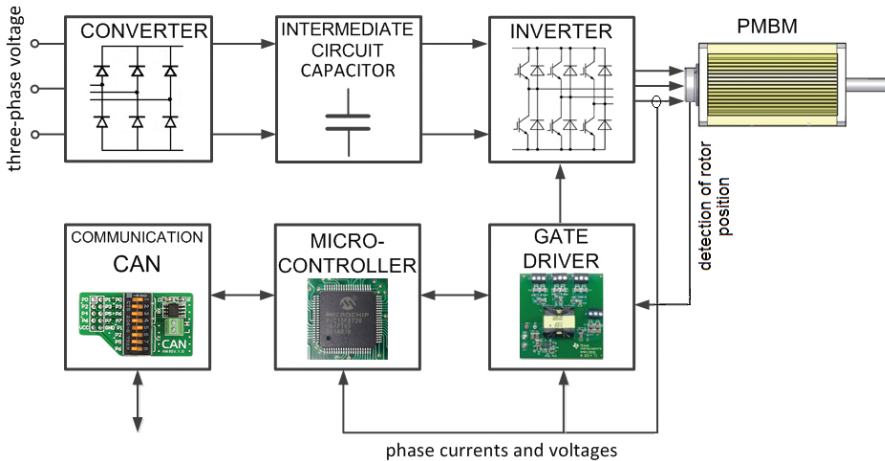 three-phase voltage
CONVERTER
INTERMEDIATE
CIRCUIT
CAPACITOR
INVERTER
PMBM
detection of rotor
position
COMMUNICATION
CAN
MICRO-
CONTROLLER
MICROCHIP
GATE
DRIVER
CAN
phase currents and voltages